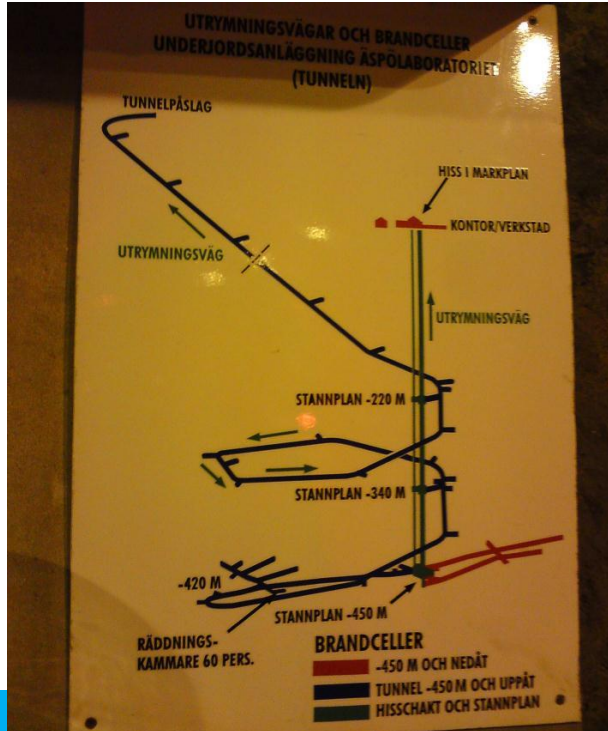 UTRYMNINGSVÄGAR OCH BRANDCELLER
UNDERJORDSANLÄGGNING ÄSPÖLABORATORIET
(TUNNELN)
TUNNELPÅSLAG
HISS I MARKPLAN
KONTOR/VERKSTAD
UTRYMNINGSVÄG
UTRYMNINGSVÄG
STANNPLAN -220 M
STANNPLAN -340 M
-420 M
STANNPLAN -450 M
RÄDDNINGS-
KAMMARE 60 PERS.
BRANDCELLER
-450 M OCH NEDÅT
TUNNEL -450 M OCH UPPÅT
HISSCHAKT OCH STANNPLAN